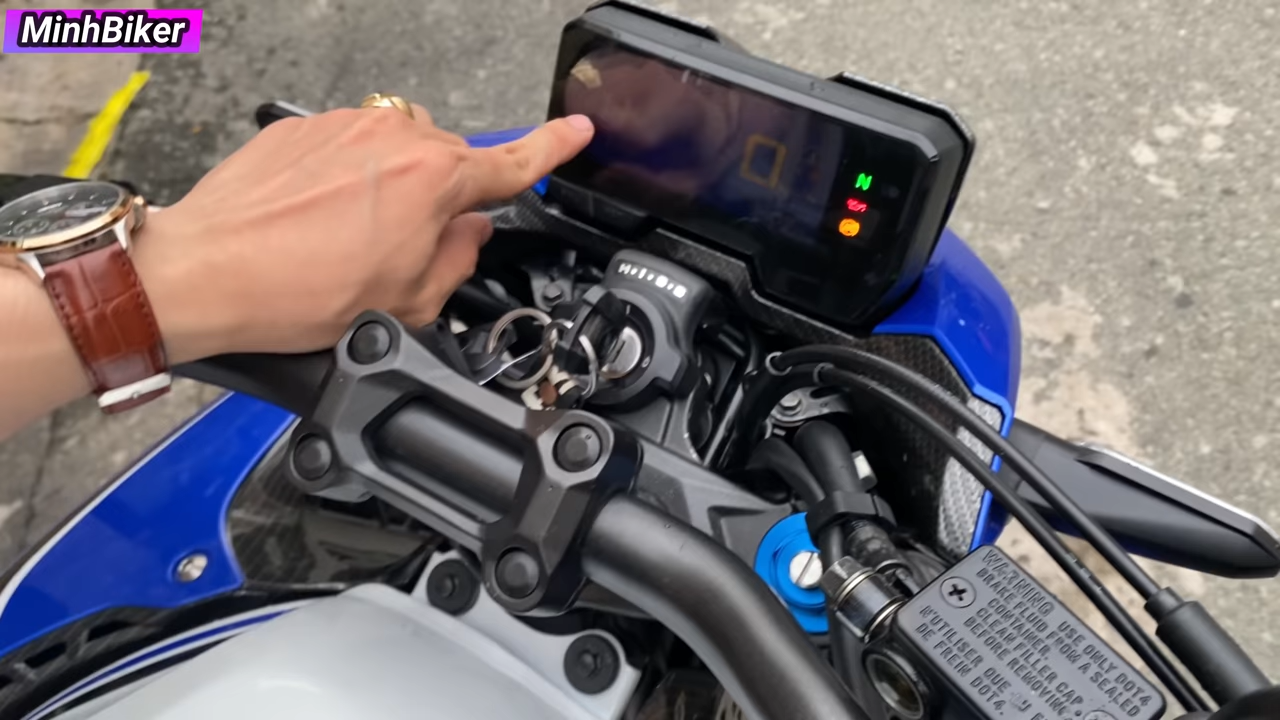 MinhBiker
N
WARNING USE ONLY DOT4
BRAKE FLUID FROM A SEALED
CONTAINER.
CLEAN FILLER CAP
BEFORE REMOVING.
N'UTILISER QUE
DE FREIN DOT4.